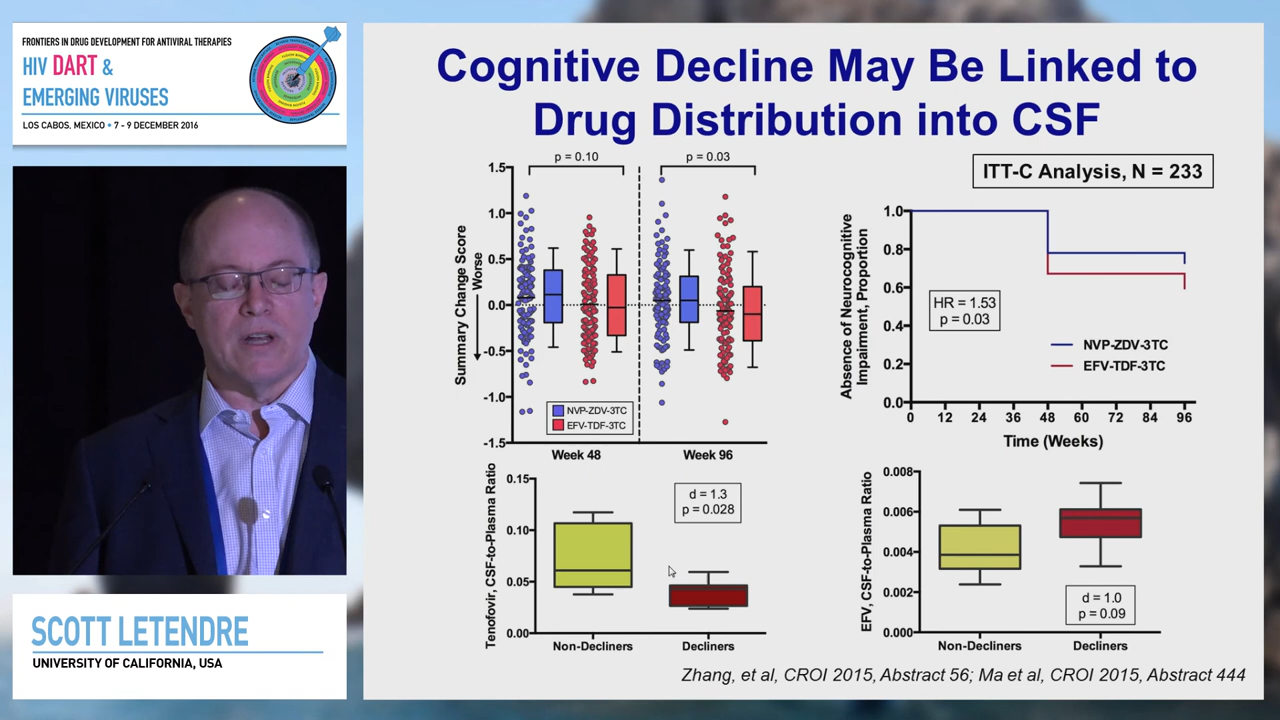 FRONTIERS IN DRUG DEVELOPMENT FOR ANTIVIRAL THERAPIES
HIV DART &
EMERGING VIRUSES
LOS CABOS, MEXICO • 7 - 9 DECEMBER 2016
SCOTT LETENDRE
UNIVERSITY OF CALIFORNIA, USA
Cognitive Decline May Be Linked to
Drug Distribution into CSF
p = 0.10
p = 0.03
1.5
1.0
0.5
0.0
-0.5
-1.0
-1.5
Summary Change Score
Worse
NVP-ZDV-3TC
EFV-TDF-3TC
Week 48
Week 96
ITT-C Analysis, N = 233
Absence of Neurocognitive
Impairment, Proportion
1.0
0.8
0.6
0.4
0.2
0.0
HR = 1.53
p = 0.03
NVP-ZDV-3TC
EFV-TDF-3TC
0 12 24 36 48 60 72 84 96
Time (Weeks)
Tenofovir, CSF-to-Plasma Ratio
0.15
0.10
0.05
0.00
d = 1.3
p = 0.028
Non-Decliners
Decliners
EFV, CSF-to-Plasma Ratio
0.008
0.006
0.004
0.002
0.000
d = 1.0
p = 0.09
Non-Decliners
Decliners
Zhang, et al, CROI 2015, Abstract 56; Ma et al, CROI 2015, Abstract 444